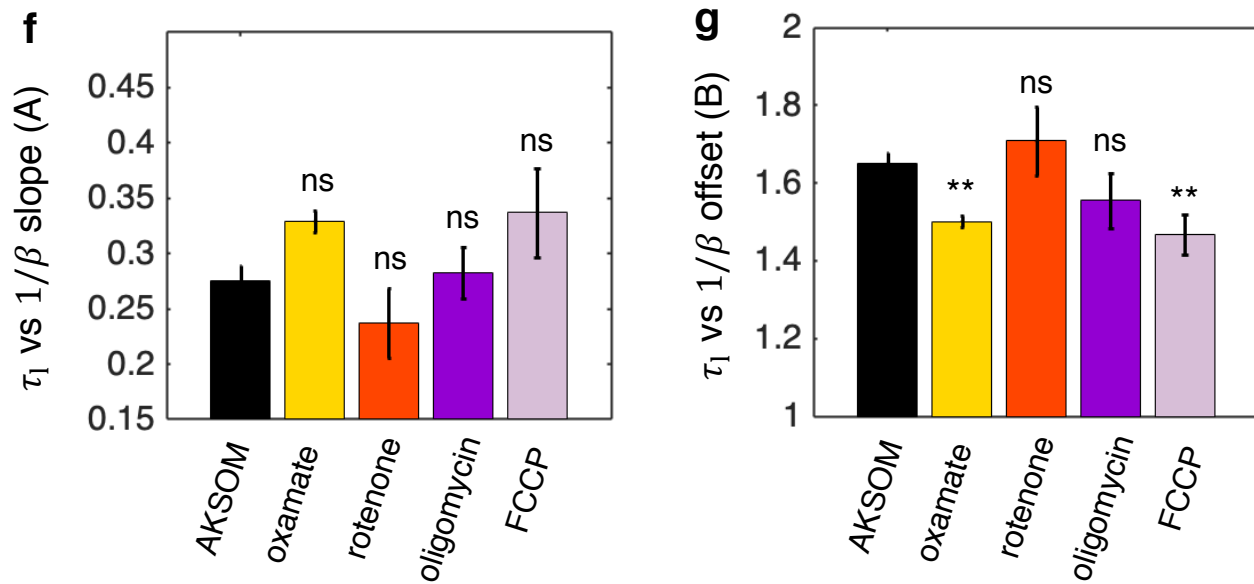 f
τ₁ vs 1/β slope (A)
0.45
0.4
0.35
0.3
0.25
0.2
0.15
ns
ns
ns
ns
AKSOM
oxamate
rotenone
oligomycin
FCCP
g
τ₁ vs 1/β offset (B)
2
1.8
1.6
1.4
1.2
1
**
ns
ns
**
AKSOM
oxamate
rotenone
oligomycin
FCCP